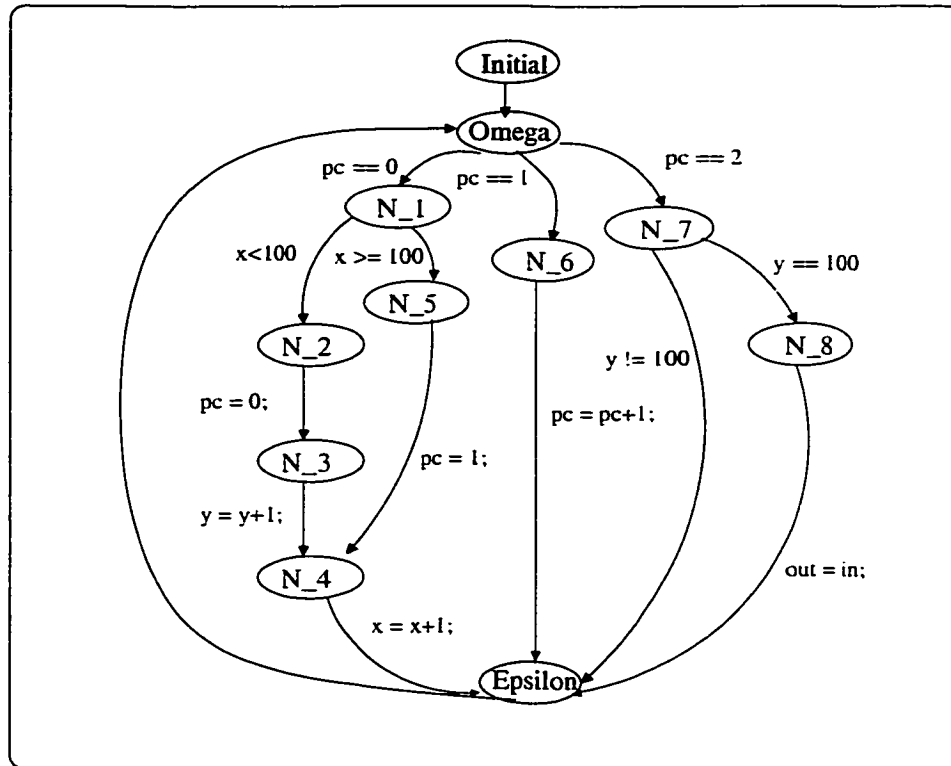 Initial
Omega
pc == 0
pc == 1
pc == 2
N_1
N_7
x<100
x >= 100
N_6
y == 100
N_5
N_2
N_8
y != 100
pc = 0;
pc = pc+1;
N_3
pc = 1;
y = y+1;
N_4
out = in;
x = x+1;
Epsilon